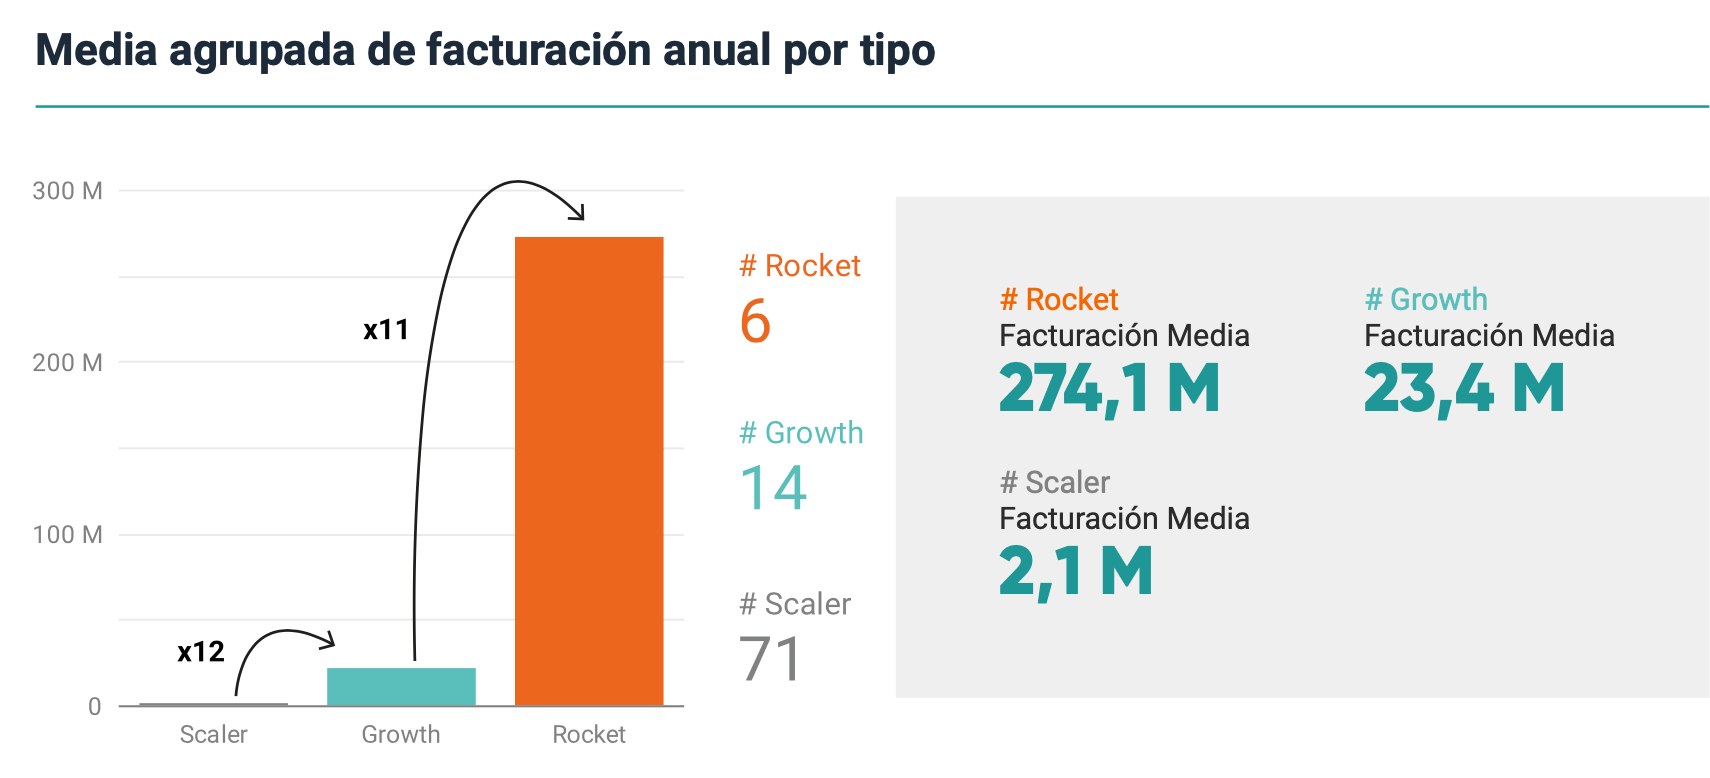 Media agrupada de facturación anual por tipo
300 M
200 M
100 M
0
x12
x11
Scaler
Growth
Rocket
# Rocket
6
# Growth
14
# Scaler
71
# Rocket
Facturación Media
274,1 M
# Growth
Facturación Media
23,4 M
# Scaler
Facturación Media
2,1 M